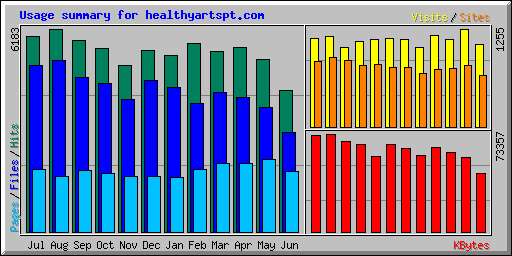 Usage summary for healthyartspt.com
Visits / Sites
6183
1255
73357
Pages / Files / Hits
Jul Aug Sep Oct Nov Dec Jan Feb Mar Apr May Jun
KBytes